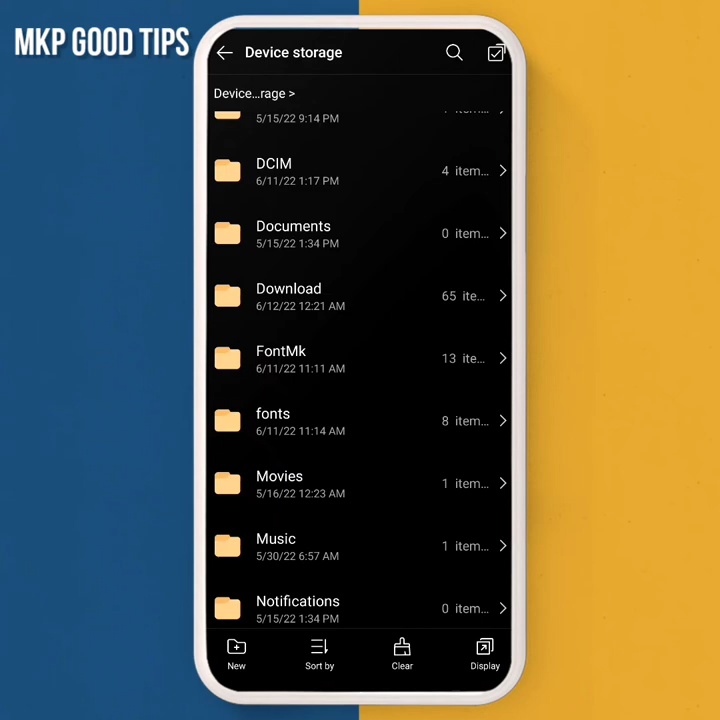 MKP GOOD TIPS
Device storage
Device...rage >
5/15/22 9:14 PM
DCIM
6/11/22 1:17 PM
4 item...
Documents
5/15/22 1:34 PM
0 item...
Download
6/12/22 12:21 AM
65 ite...
FontMk
6/11/22 11:11 AM
13 ite...
fonts
6/11/22 11:14 AM
8 item...
Movies
5/16/22 12:23 AM
1 item...
Music
5/30/22 6:57 AM
1 item...
Notifications
5/15/22 1:34 PM
0 item...
New
Sort by
Clear
Display